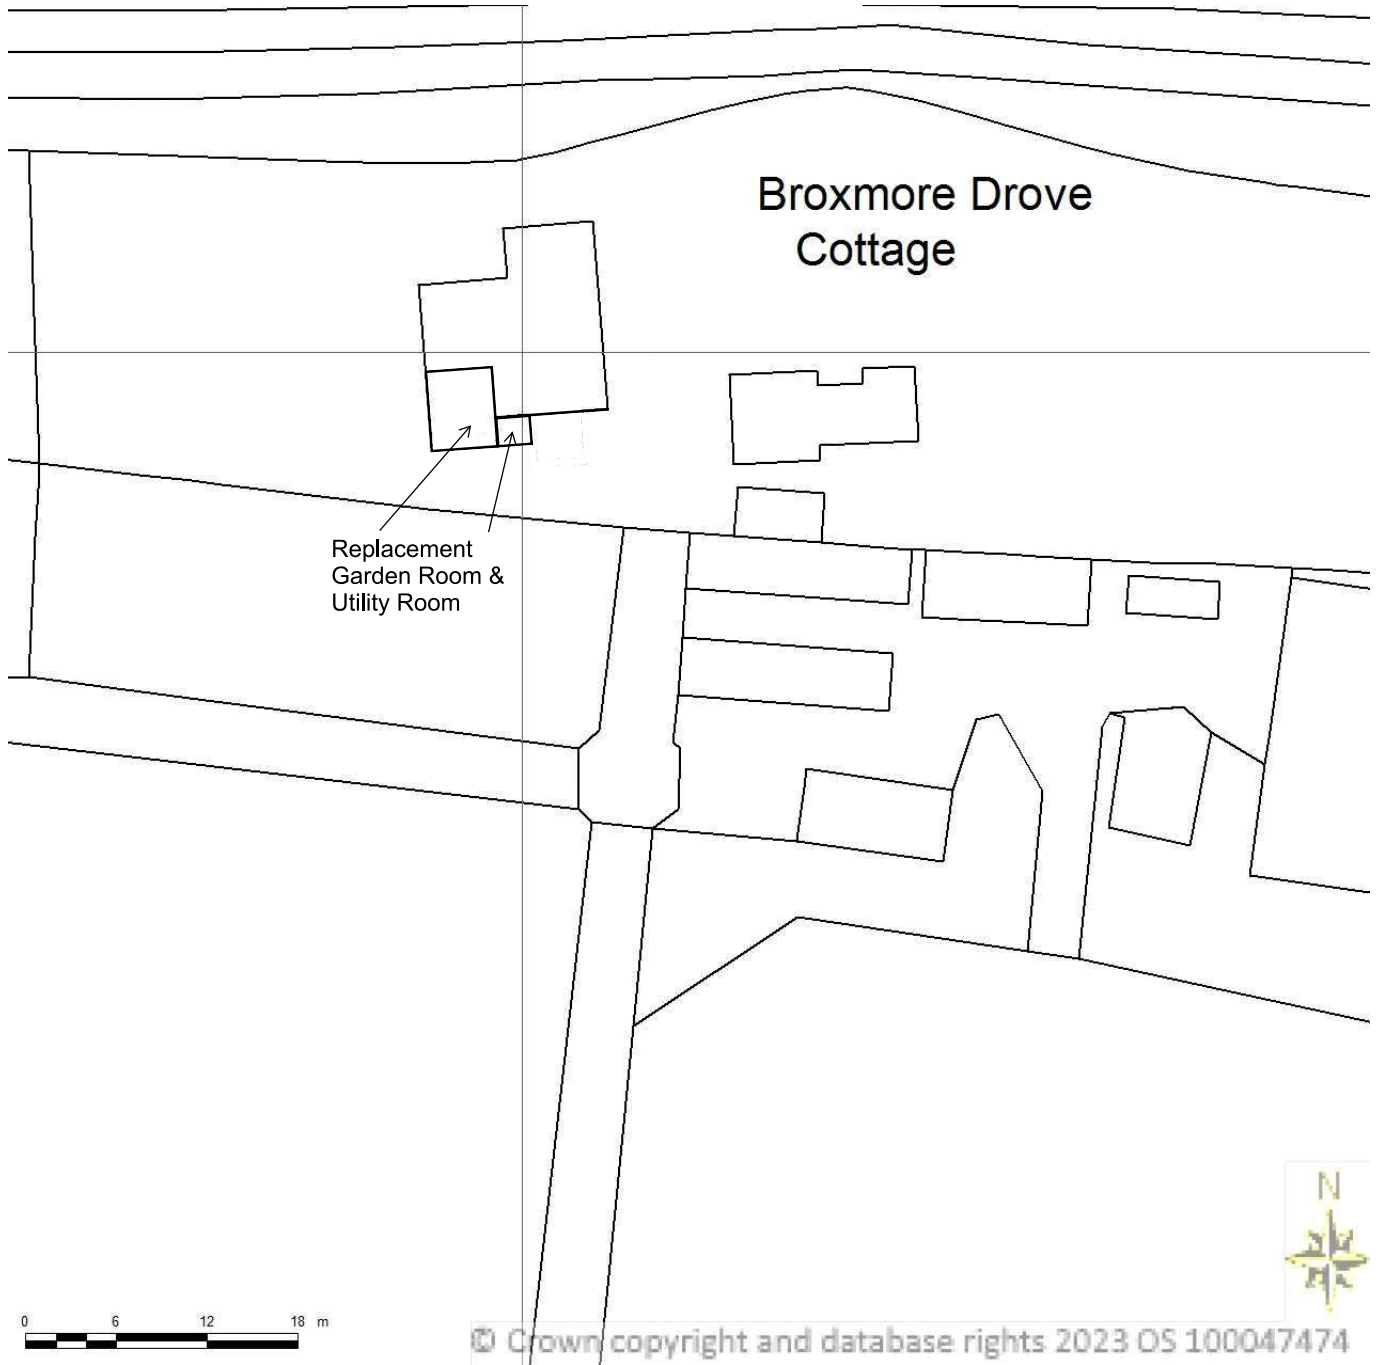 Broxmore Drove
Cottage
Replacement
Garden Room &
Utility Room
N
0 6 12 18 m
© Crown copyright and database rights 2023 OS 100047474